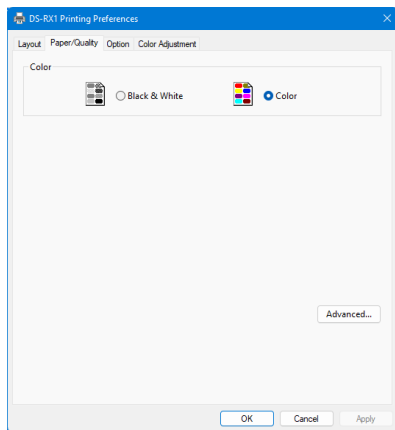 DS-RX1 Printing Preferences
Layout Paper/Quality Option Color Adjustment
Color
Black & White Color
Advanced...
OK Cancel Apply